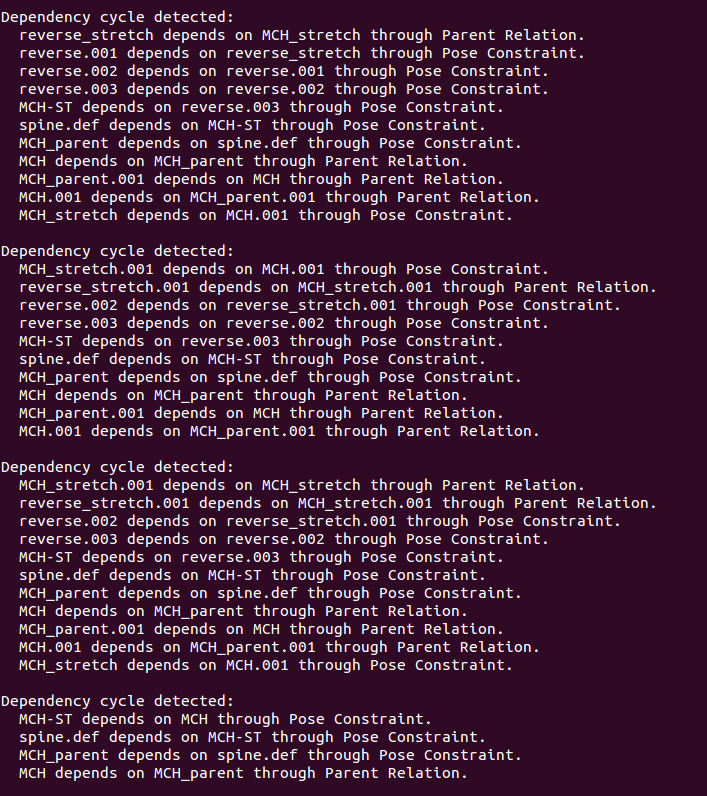 Dependency cycle detected:
reverse_stretch depends on MCH_stretch through Parent Relation.
reverse.001 depends on reverse_stretch through Pose Constraint.
reverse.002 depends on reverse.001 through Pose Constraint.
reverse.003 depends on reverse.002 through Pose Constraint.
MCH-ST depends on reverse.003 through Pose Constraint.
spine.def depends on MCH-ST through Pose Constraint.
MCH_parent depends on spine.def through Pose Constraint.
MCH depends on MCH_parent through Parent Relation.
MCH_parent.001 depends on MCH through Parent Relation.
MCH.001 depends on MCH_parent.001 through Parent Relation.
MCH_stretch depends on MCH.001 through Pose Constraint.

Dependency cycle detected:
MCH_stretch.001 depends on MCH.001 through Pose Constraint.
reverse_stretch.001 depends on MCH_stretch.001 through Parent Relation.
reverse.002 depends on reverse_stretch.001 through Pose Constraint.
reverse.003 depends on reverse.002 through Pose Constraint.
MCH-ST depends on reverse.003 through Pose Constraint.
spine.def depends on MCH-ST through Pose Constraint.
MCH_parent depends on spine.def through Pose Constraint.
MCH depends on MCH_parent through Parent Relation.
MCH_parent.001 depends on MCH through Parent Relation.
MCH.001 depends on MCH_parent.001 through Parent Relation.

Dependency cycle detected:
MCH_stretch.001 depends on MCH_stretch through Parent Relation.
reverse_stretch.001 depends on MCH_stretch.001 through Parent Relation.
reverse.002 depends on reverse_stretch.001 through Pose Constraint.
reverse.003 depends on reverse.002 through Pose Constraint.
MCH-ST depends on reverse.003 through Pose Constraint.
spine.def depends on MCH-ST through Pose Constraint.
MCH_parent depends on spine.def through Pose Constraint.
MCH depends on MCH_parent through Parent Relation.
MCH_parent.001 depends on MCH through Parent Relation.
MCH.001 depends on MCH_parent.001 through Parent Relation.
MCH_stretch depends on MCH.001 through Pose Constraint.

Dependency cycle detected:
MCH-ST depends on MCH through Pose Constraint.
spine.def depends on MCH-ST through Pose Constraint.
MCH_parent depends on spine.def through Pose Constraint.
MCH depends on MCH_parent through Parent Relation.